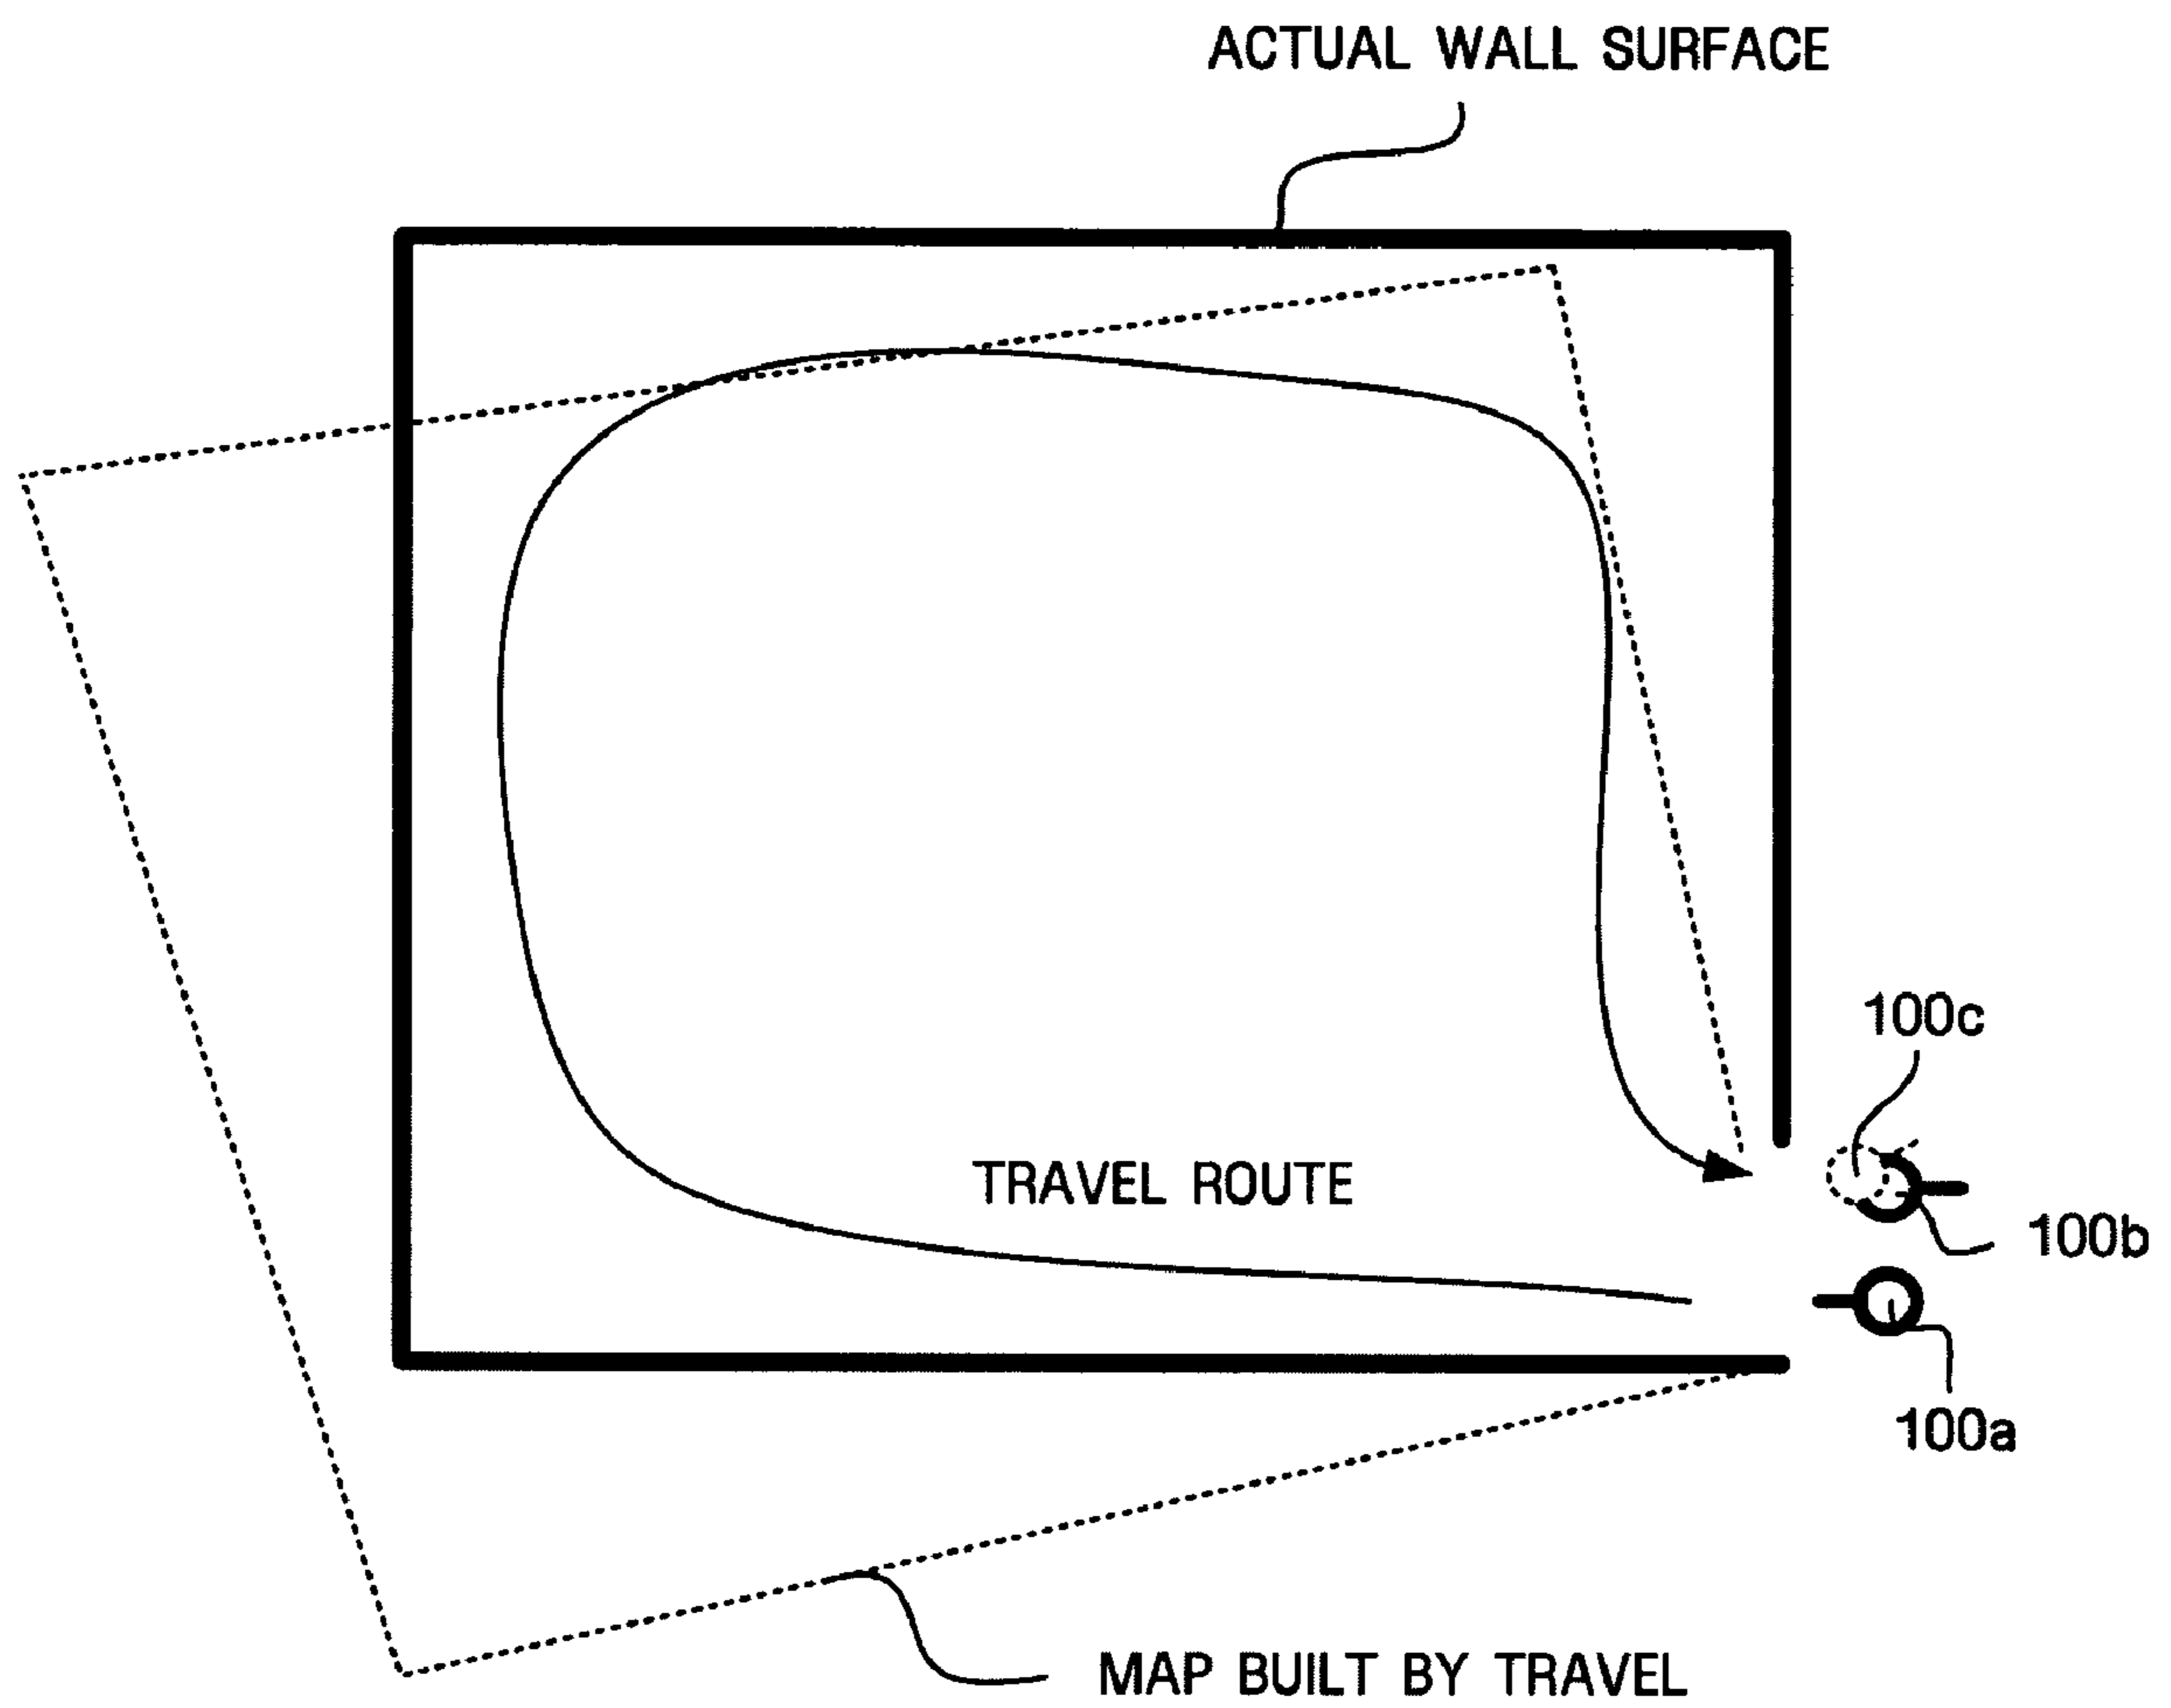 ACTUAL WALL SURFACE
100c
TRAVEL ROUTE
100b
100a
MAP BUILT BY TRAVEL